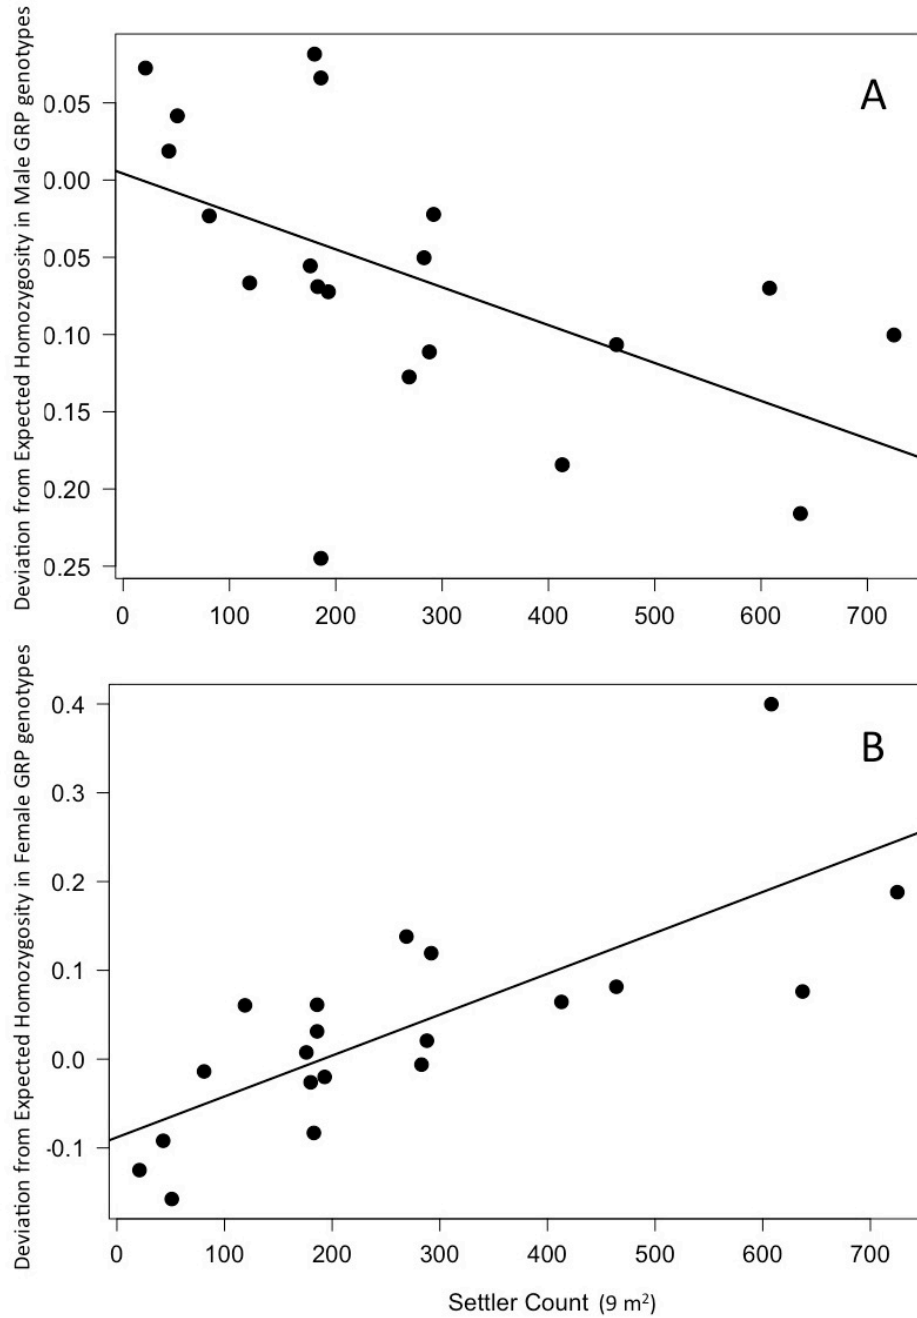 Deviation from Expected Homozygosity in Male GRP genotypes
A
0.05
0.00
0.05
0.10
0.15
0.20
0.25
0 100 200 300 400 500 600 700
Deviation from Expected Homozygosity in Female GRP genotypes
B
0.4
0.3
0.2
0.1
0.0
-0.1
0 100 200 300 400 500 600 700
Settler Count (9 m²)